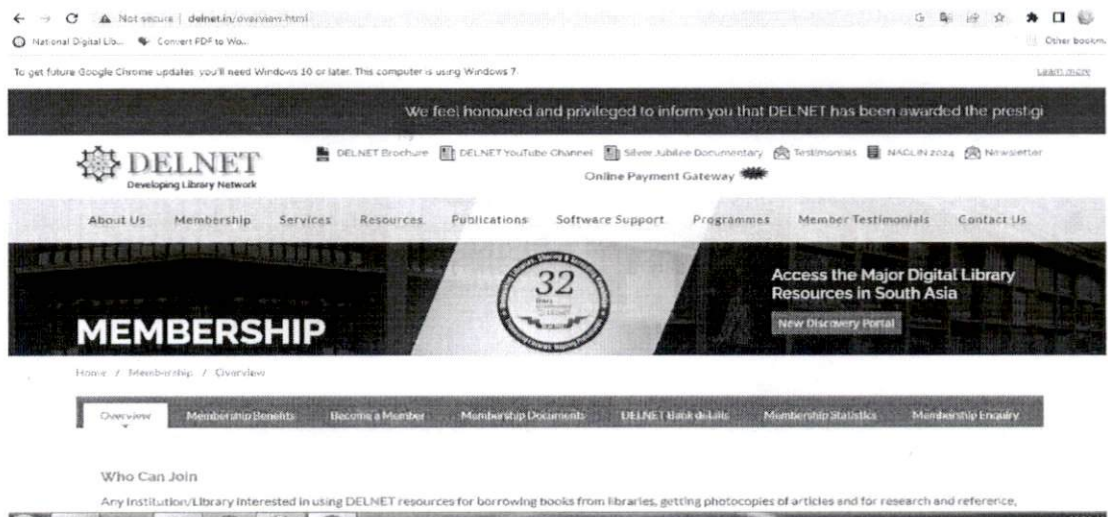 Not secure | delnet.in/overview.html
National Digital Lib... Convert PDF to Wo... Other bookm
To get future Google Chrome updates, you'll need Windows 10 or later. This computer is using Windows 7. Learn more
We feel honoured and privileged to inform you that DELNET has been awarded the prestigi
DELNET Brochure DELNET YouTube Channel Silver Jubilee Documentary Testimonials NACLIN 2024 Newsletter
DELNET
Developing Library Network
Online Payment Gateway
About Us Membership Services Resources Publications Software Support Programmes Member Testimonials Contact Us
32
Access the Major Digital Library
Resources in South Asia
New Discovery Portal
MEMBERSHIP
Home / Membership / Overview
Overview Membership Benefits Become a Member Membership Documents DELNET Bank details Membership Statistics Membership Enquiry
Who Can Join
Any Institution/Library interested in using DELNET resources for borrowing books from libraries, getting photocopies of articles and for research and reference,